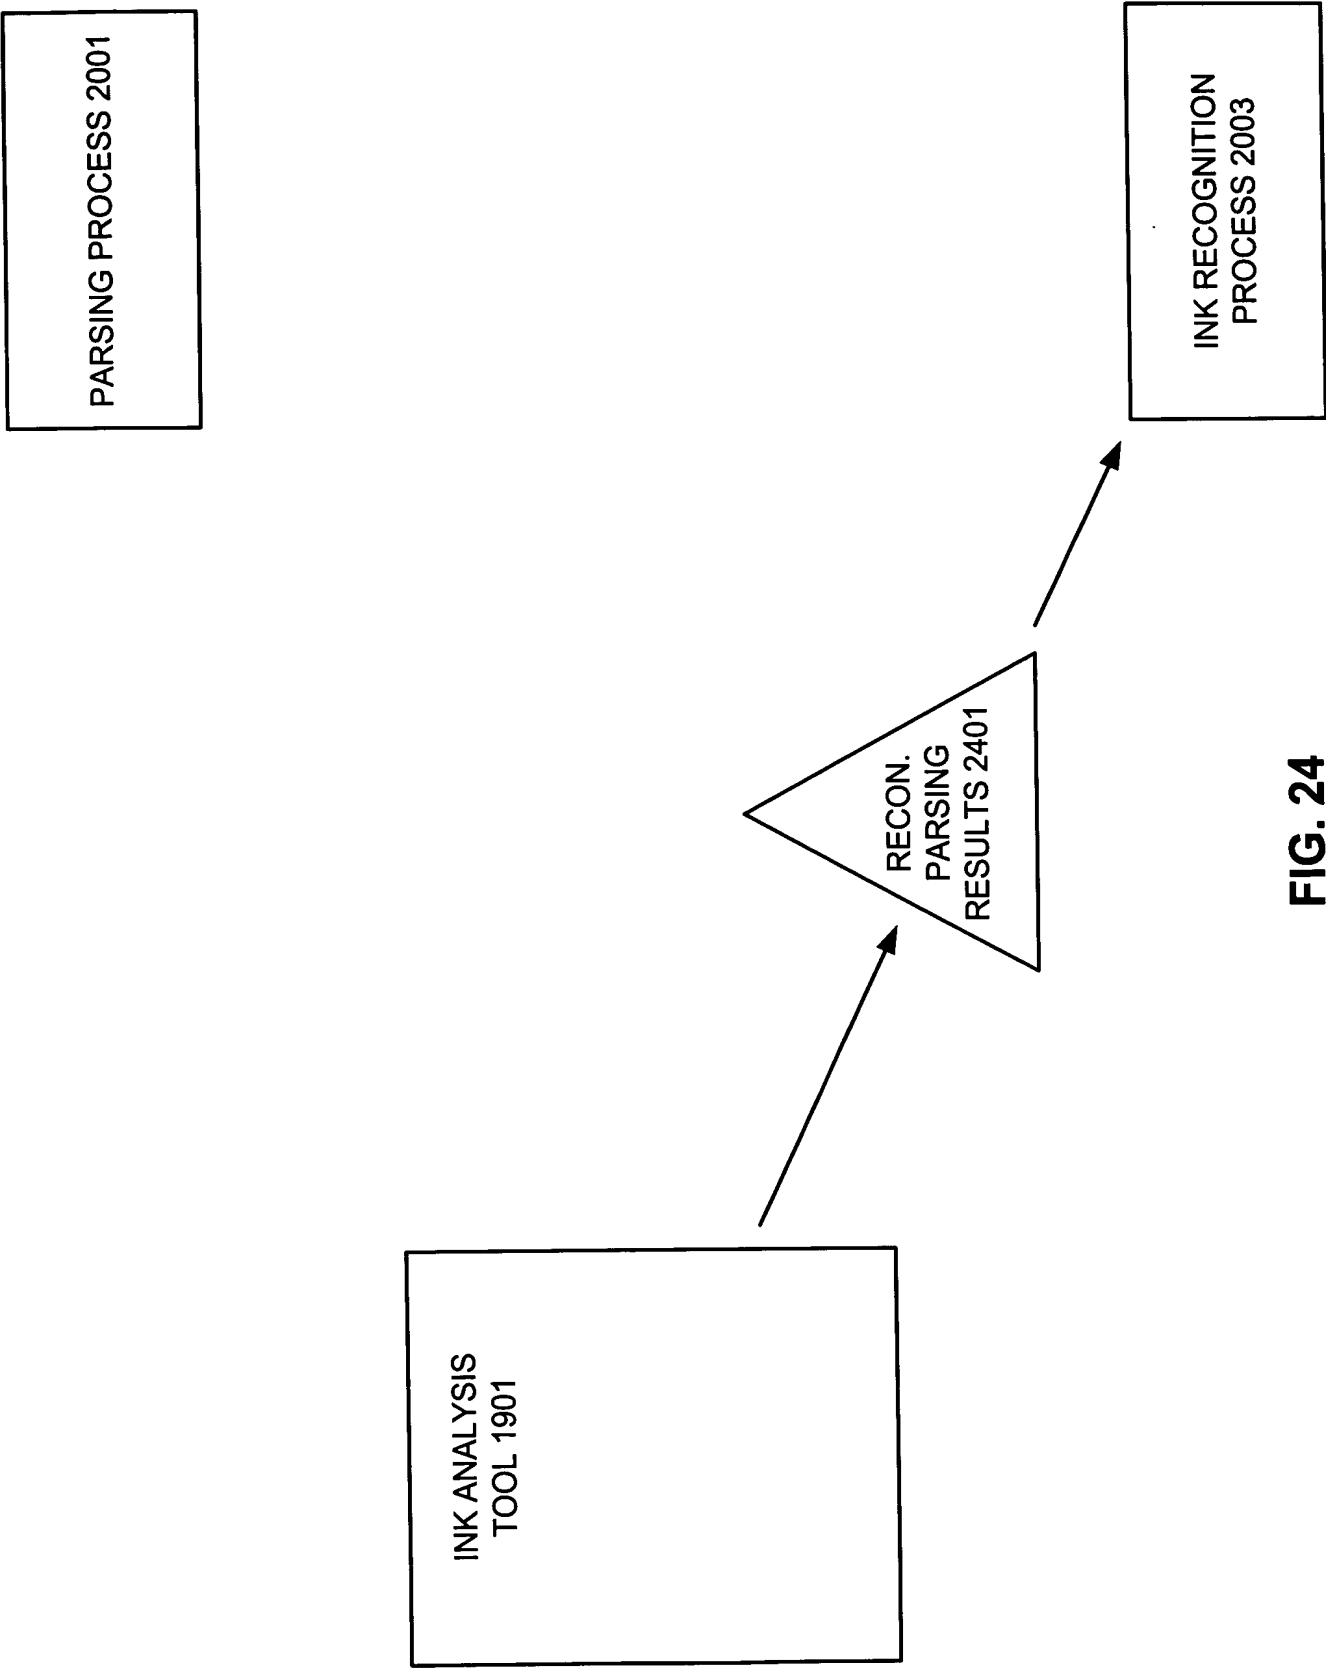 PARSING PROCESS 2001
INK ANALYSIS
TOOL 1901
RECON.
PARSING
RESULTS 2401
INK RECOGNITION
PROCESS 2003
FIG. 24